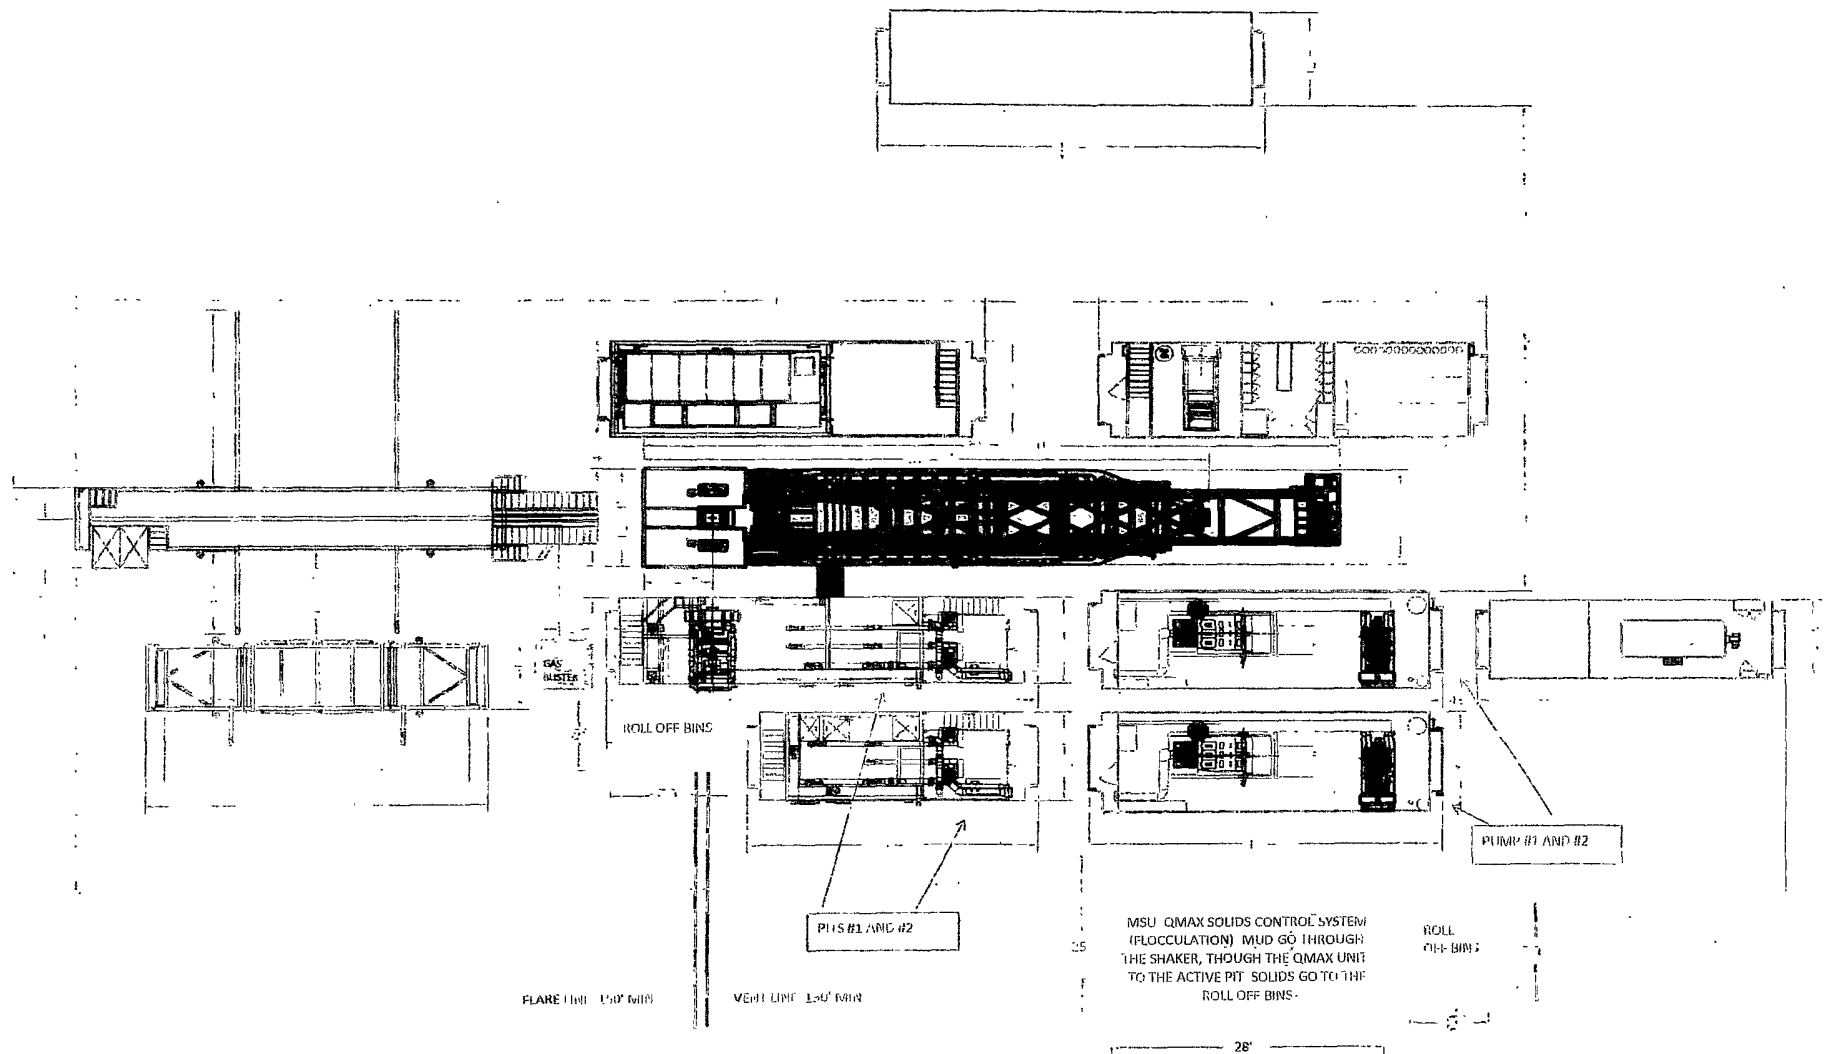 GAS
BUSTER
ROLL OFF BINS
PUMP #1 AND #2
PITS #1 AND #2
MSU QMAX SOLIDS CONTROL SYSTEM
(FLOCCULATION) MUD GO THROUGH
THE SHAKER, THOUGH THE QMAX UNIT
TO THE ACTIVE PIT SOLIDS GO TO THE
ROLL OFF BINS.
ROLL
OFF BINS
FLARE LINE 150' MIN
VENT LINE 150' MIN
28'